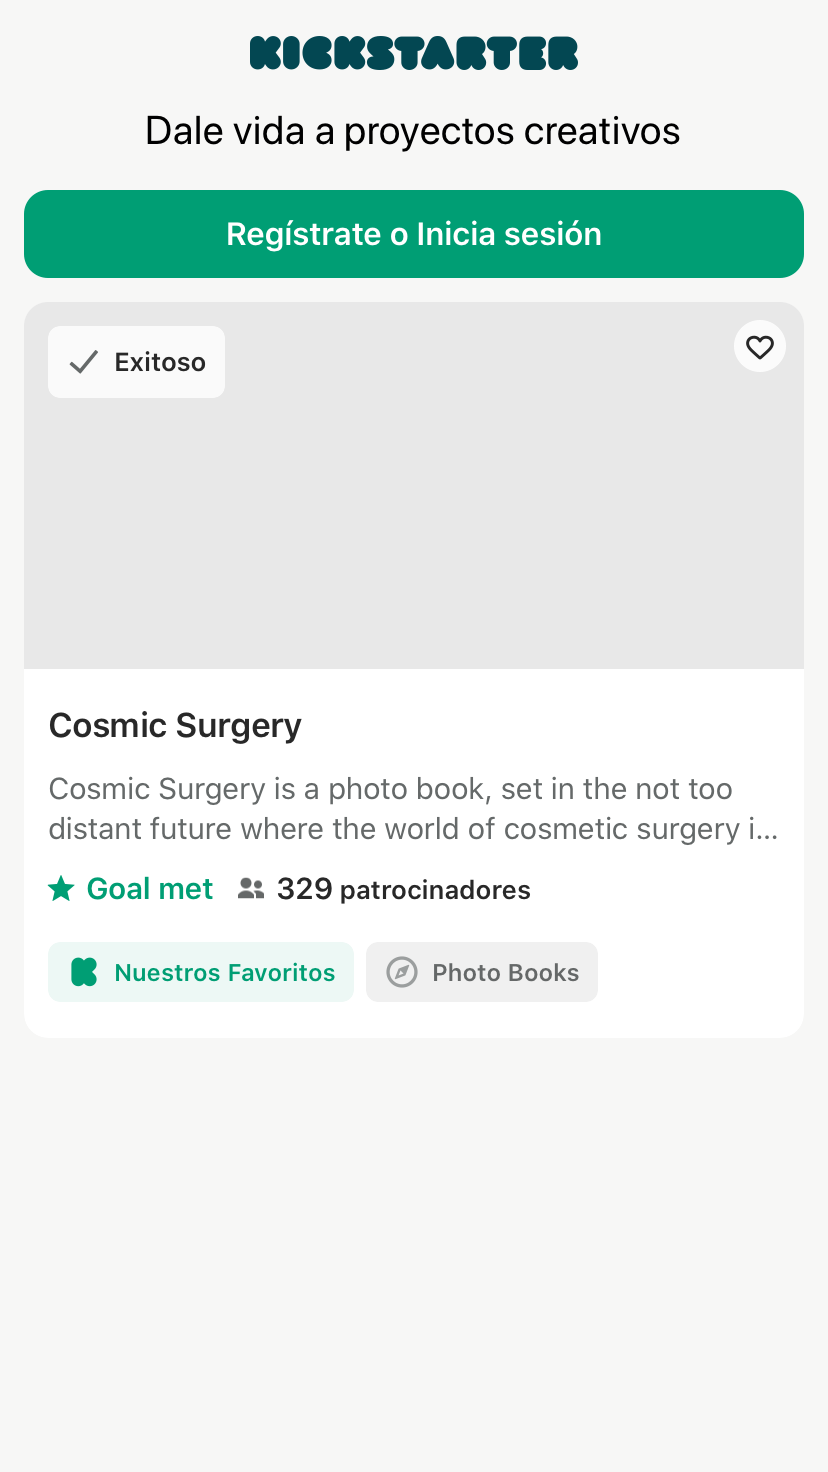 KICKSTARTER
Dale vida a proyectos creativos
Regístrate o Inicia sesión
Exitoso
Cosmic Surgery
Cosmic Surgery is a photo book, set in the not too
distant future where the world of cosmetic surgery i...
Goal met 329 patrocinadores
Nuestros Favoritos Photo Books